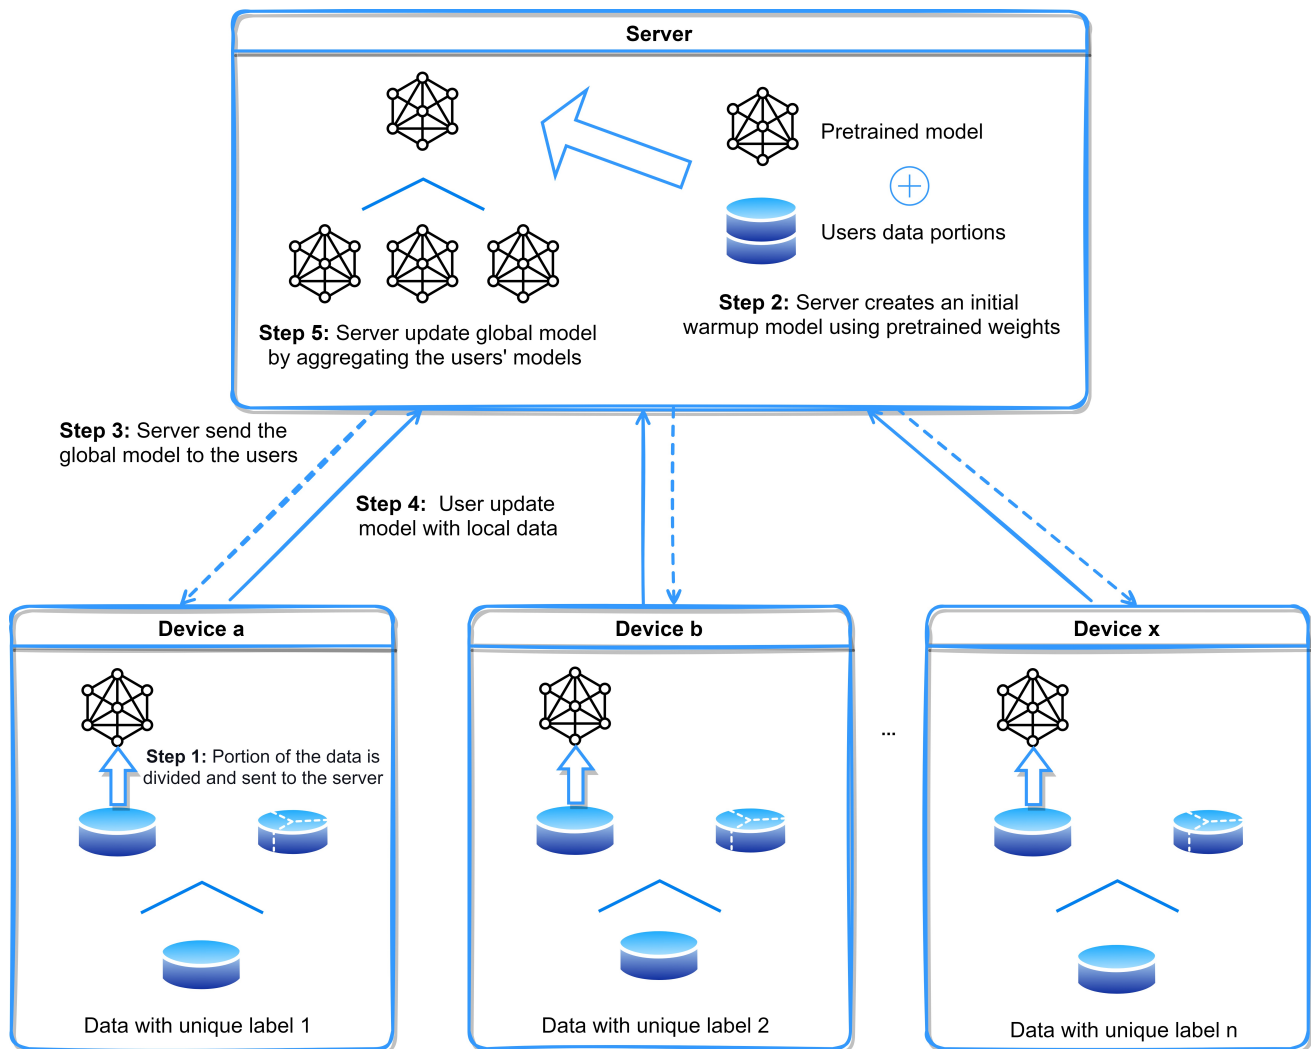 Server
Pretrained model
Users data portions
Step 2: Server creates an initial
warmup model using pretrained weights
Step 5: Server update global model
by aggregating the users' models
Step 3: Server send the
global model to the users
Step 4: User update
model with local data
Device a
Step 1: Portion of the data is
divided and sent to the server
Data with unique label 1
Device b
Data with unique label 2
...
Device x
Data with unique label n